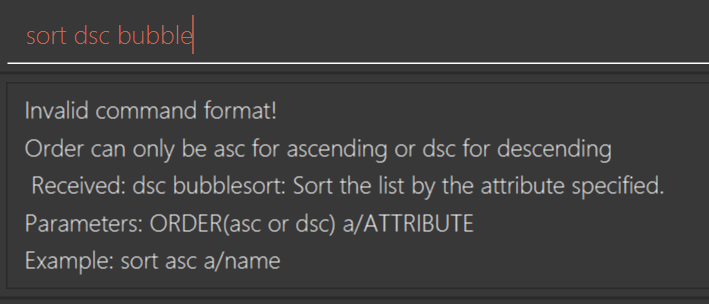 sort dsc bubble
Invalid command format!
Order can only be asc for ascending or dsc for descending
Received: dsc bubblesort: Sort the list by the attribute specified.
Parameters: ORDER(asc or dsc) a/ATTRIBUTE
Example: sort asc a/name